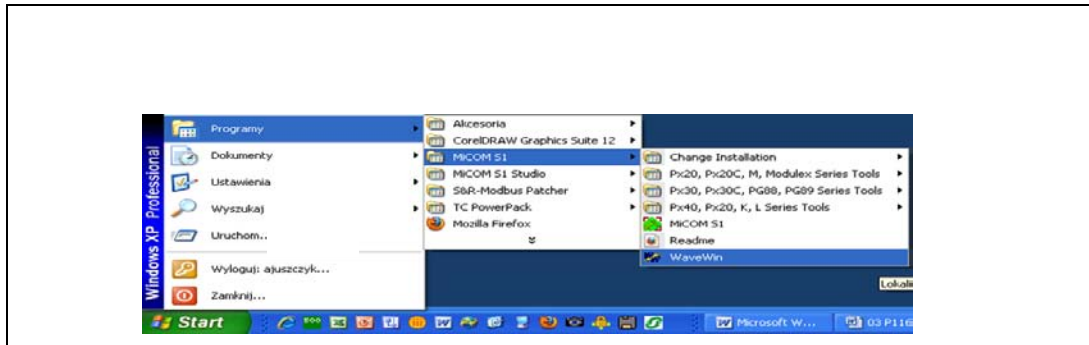 Windows XP Professional
Programy
Dokumenty
Ustawienia
Wyszukaj
Uruchom..
Wyloguj: ajuszczyk...
Zamknij...
Akcesoria
CorelDRAW Graphics Suite 12
MiCOM S1
MiCOM S1 Studio
S&R-Modbus Patcher
TC PowerPack
Mozilla Firefox
Change Installation
Px20, Px20C, M, Modulex Series Tools
Px30, Px30C, PG88, PG89 Series Tools
Px40, Px20, K, L Series Tools
MiCOM S1
Readme
WaveWin
Lokali
Start
Microsoft W...
03 P116